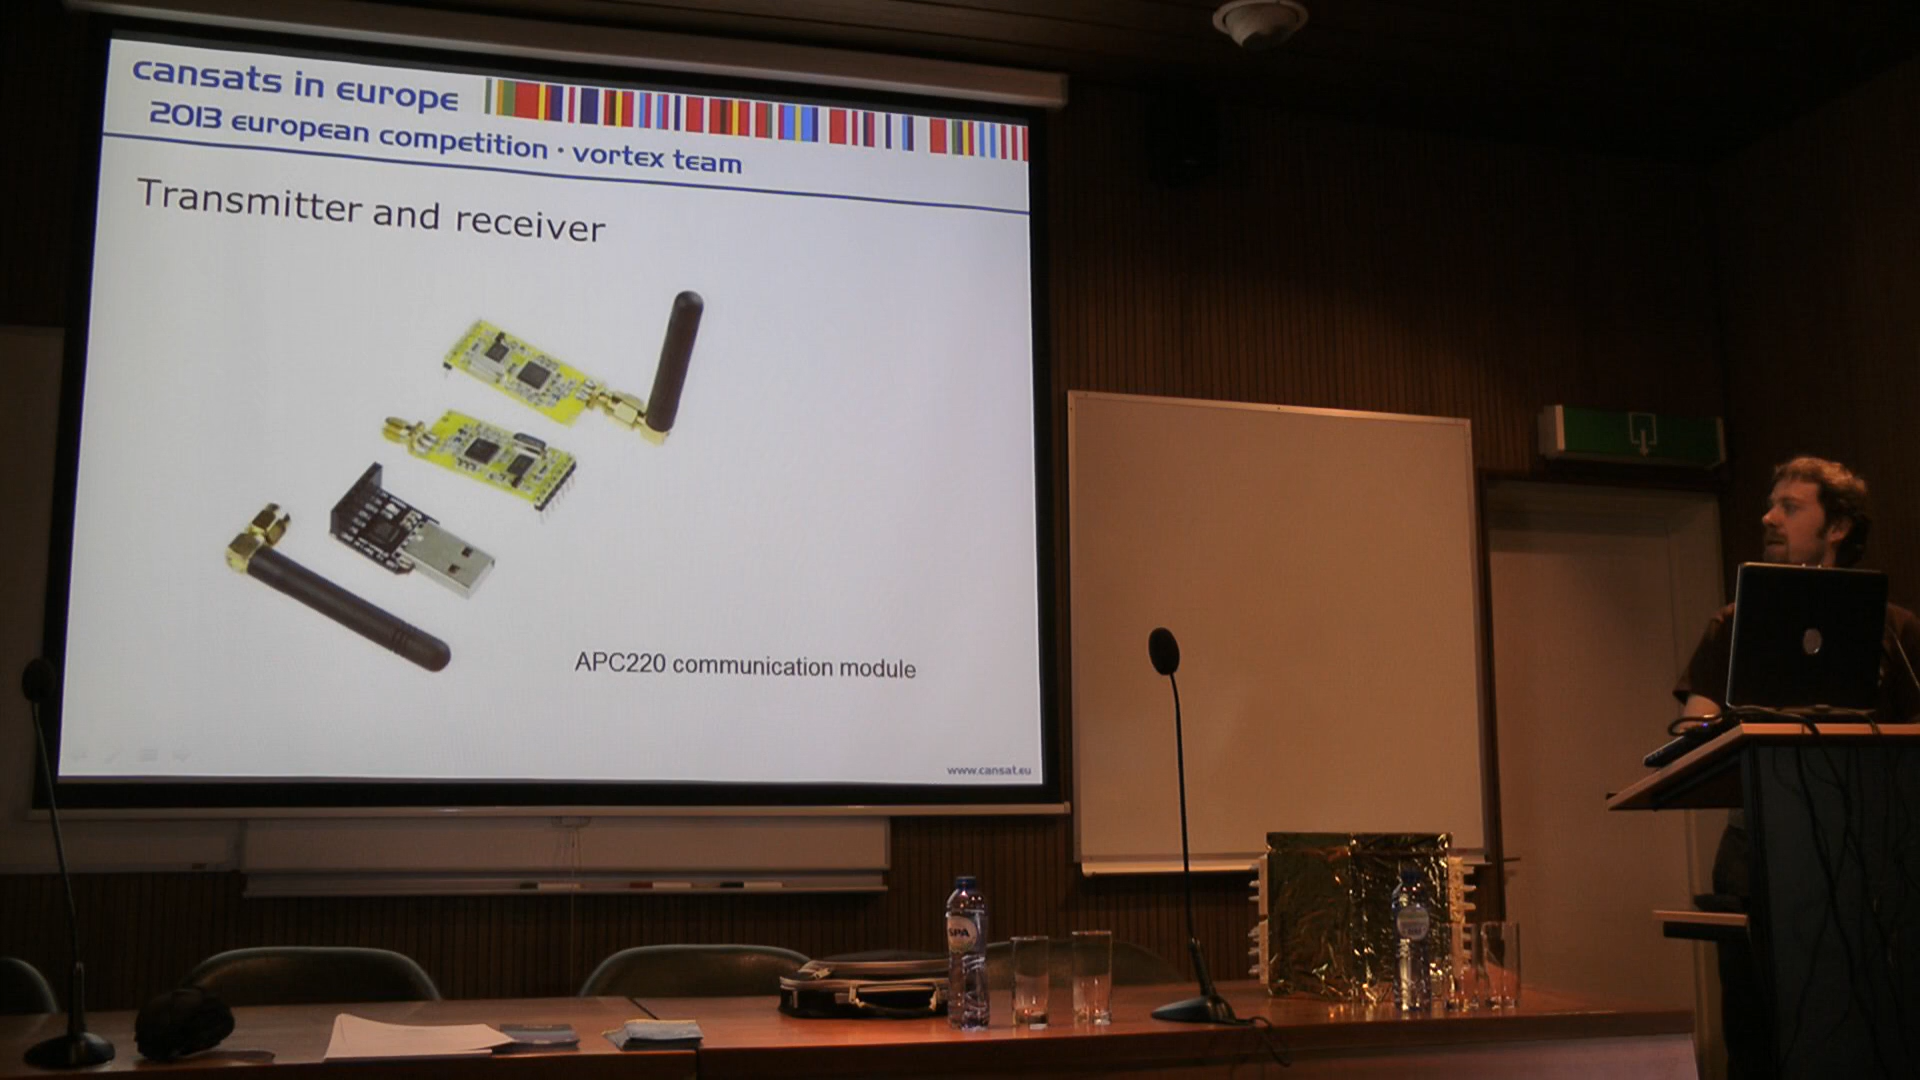 cansats in europe
2013 european competition · vortex team
Transmitter and receiver
APC220 communication module
www.cansat.eu
SPA